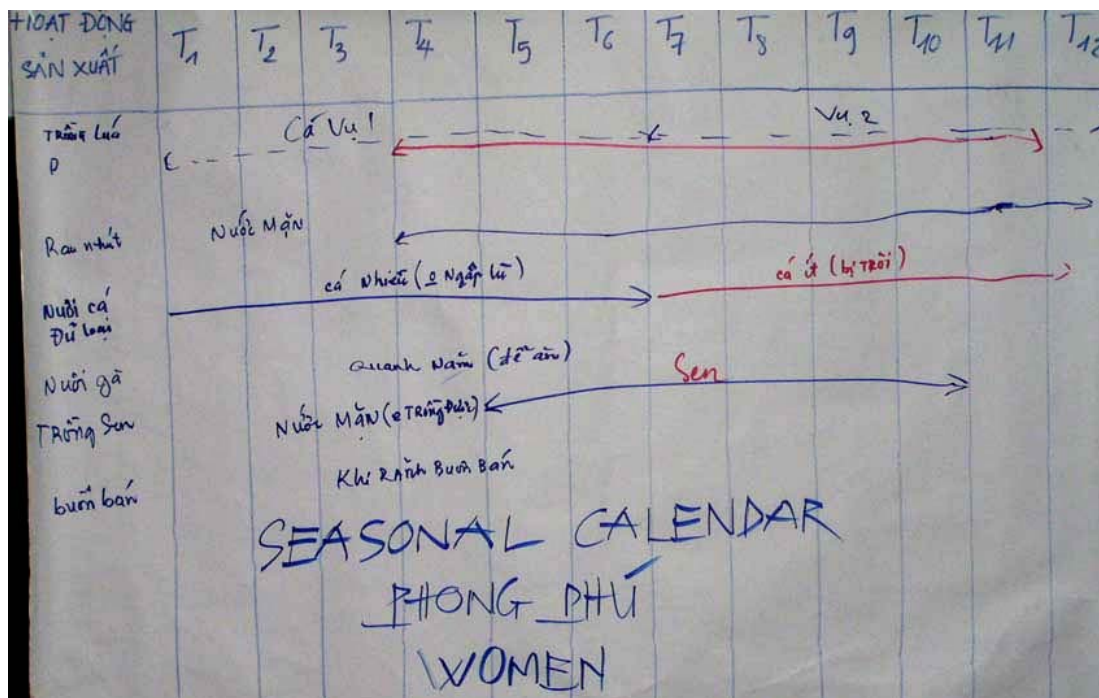 HOẠT ĐỘNG SẢN XUẤT T1 T2 T3 T4 T5 T6 T7 T8 T9 T10 T11 T12
Trồng Lúa Cả Vụ 1 Vụ 2
Rau nhút Nước Mặn
Nuôi cá Đủ loại cá Nhiều (o Ngập lũ) cá ít (bị TRôi)
Nuôi gà Quanh Năm (để ăn)
TRồng Sen Nước MặN (o TRồng Được) Sen
buôn bán Khi RảNh Buôn Bán
SEASONAL CALENDAR
PHONG PHÚ
WOMEN